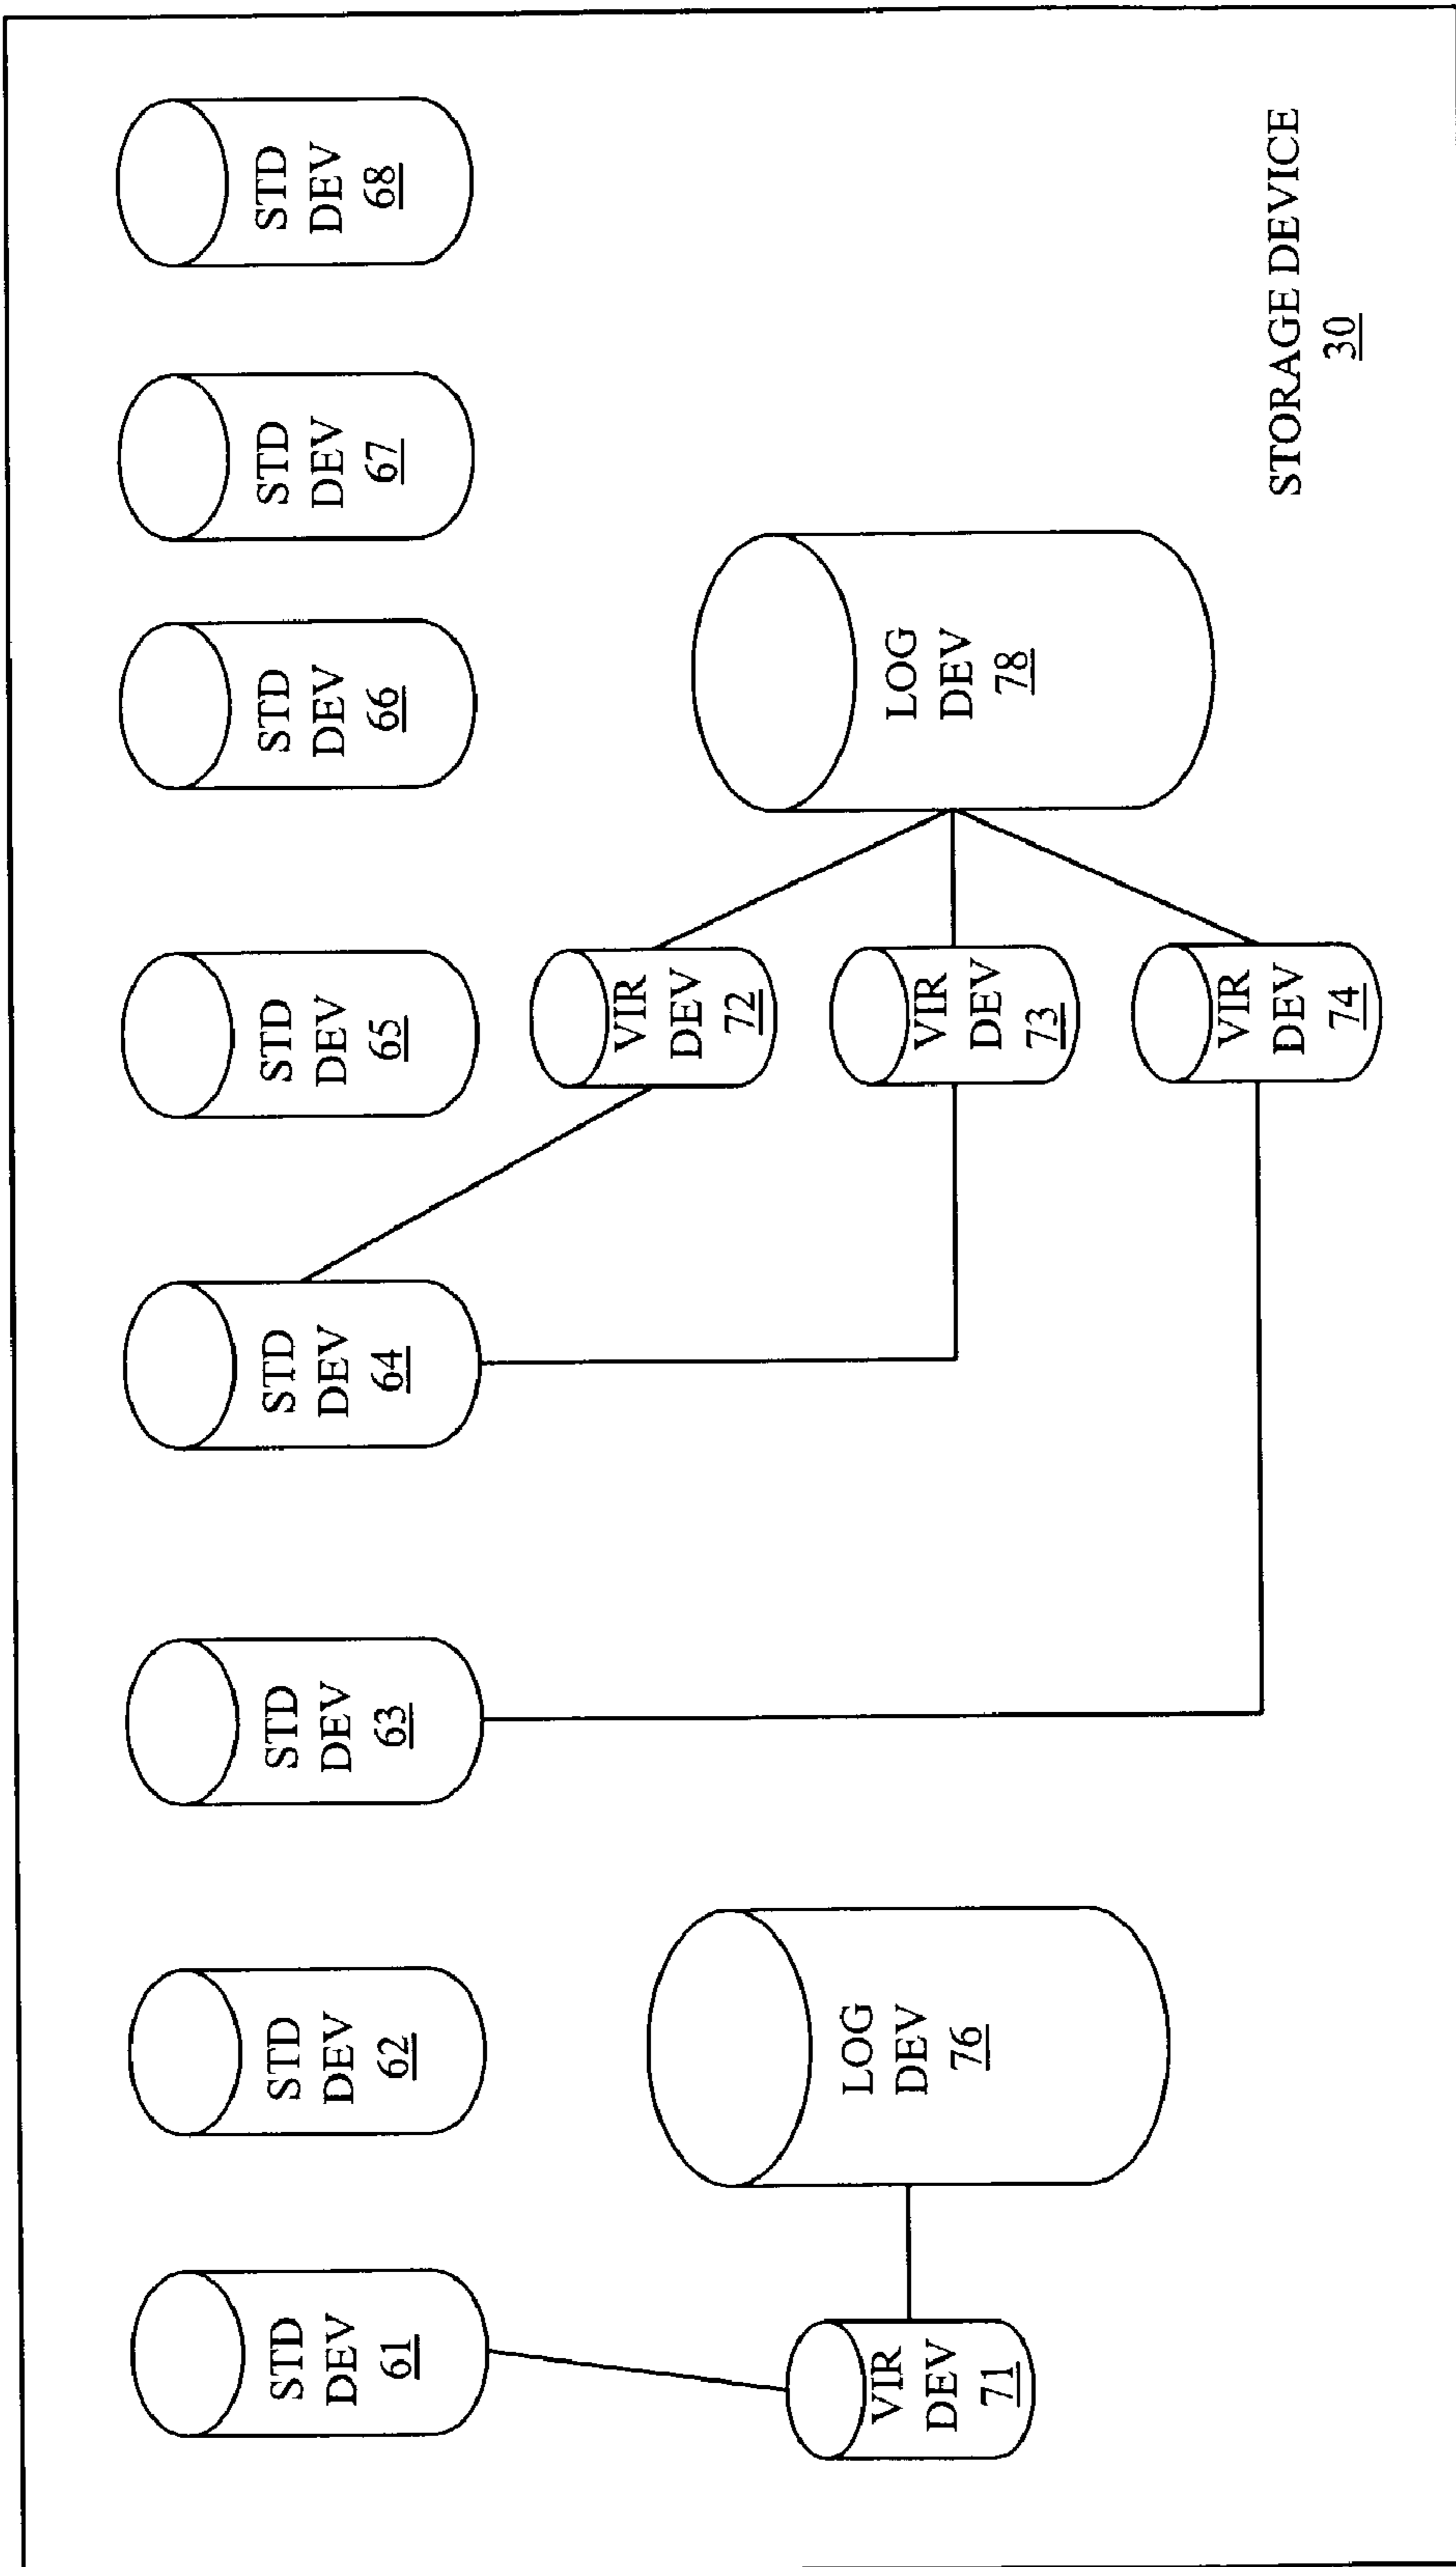 STD
DEV
61
STD
DEV
62
STD
DEV
63
STD
DEV
64
STD
DEV
65
STD
DEV
66
STD
DEV
67
STD
DEV
68
VIR
DEV
71
LOG
DEV
76
VIR
DEV
72
VIR
DEV
73
VIR
DEV
74
LOG
DEV
78
STORAGE DEVICE
30